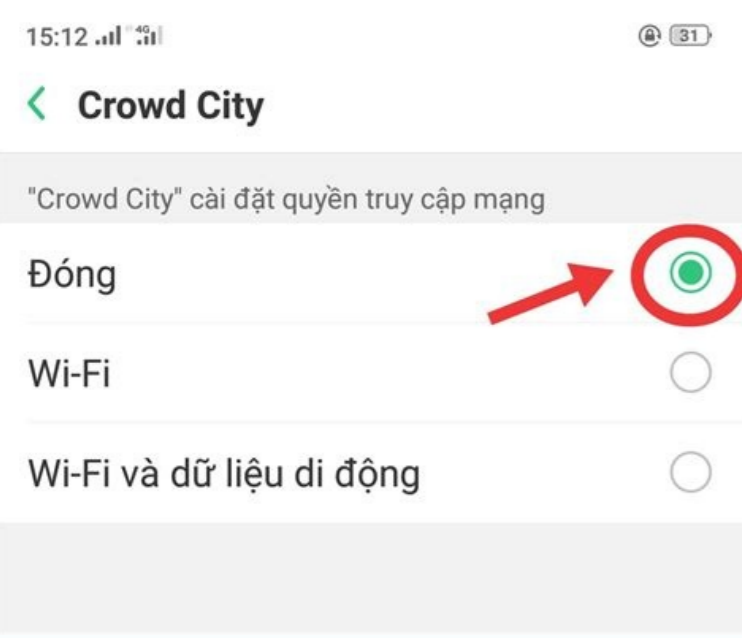 15:12 4G 31
Crowd City
"Crowd City" cài đặt quyền truy cập mạng
Đóng
Wi-Fi
Wi-Fi và dữ liệu di động